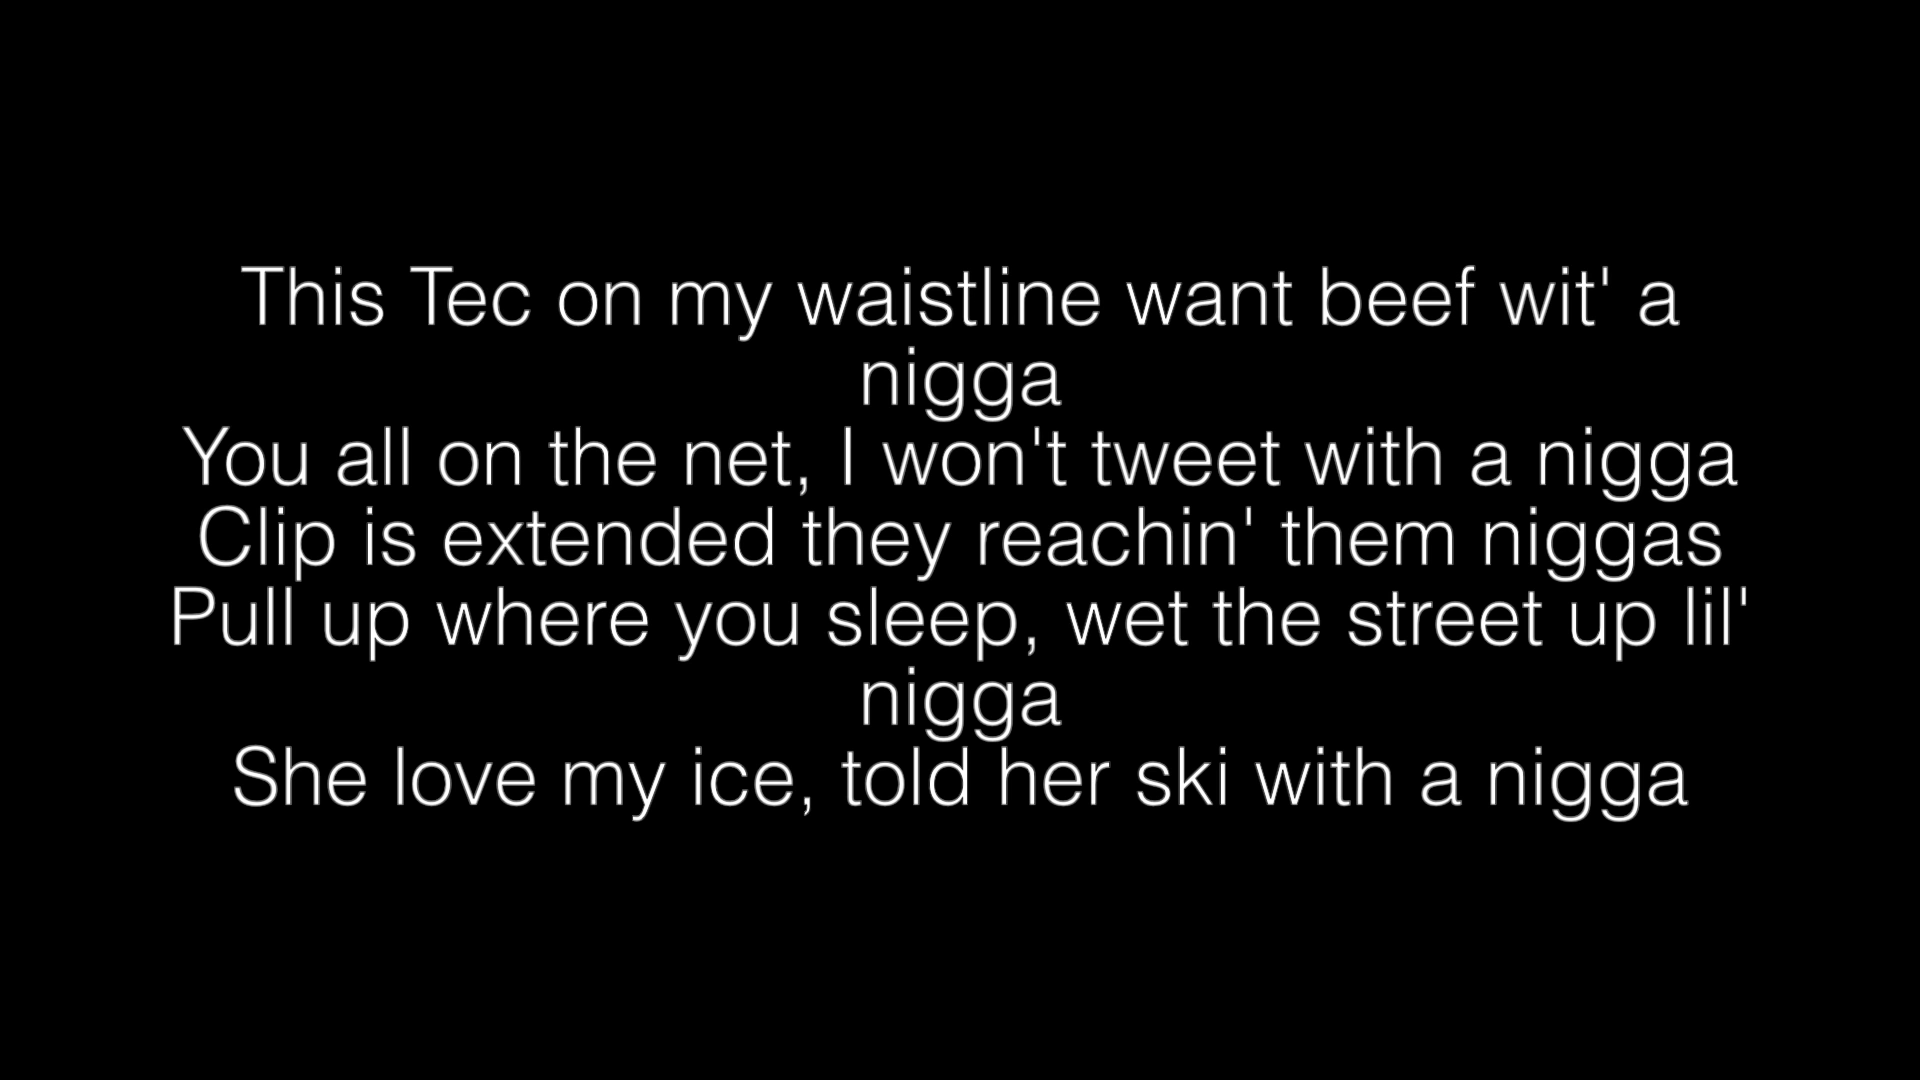 This Tec on my waistline want beef wit' a
nigga
You all on the net, I won't tweet with a nigga
Clip is extended they reachin' them niggas
Pull up where you sleep, wet the street up lil'
nigga
She love my ice, told her ski with a nigga